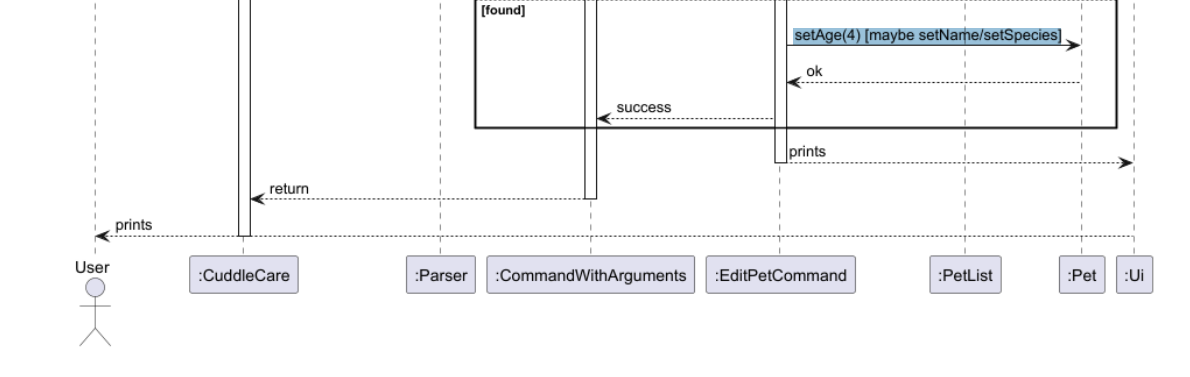 [found]
setAge(4) [maybe setName/setSpecies]
ok
success
prints
return
prints
User
:CuddleCare
:Parser
:CommandWithArguments
:EditPetCommand
:PetList
:Pet
:Ui